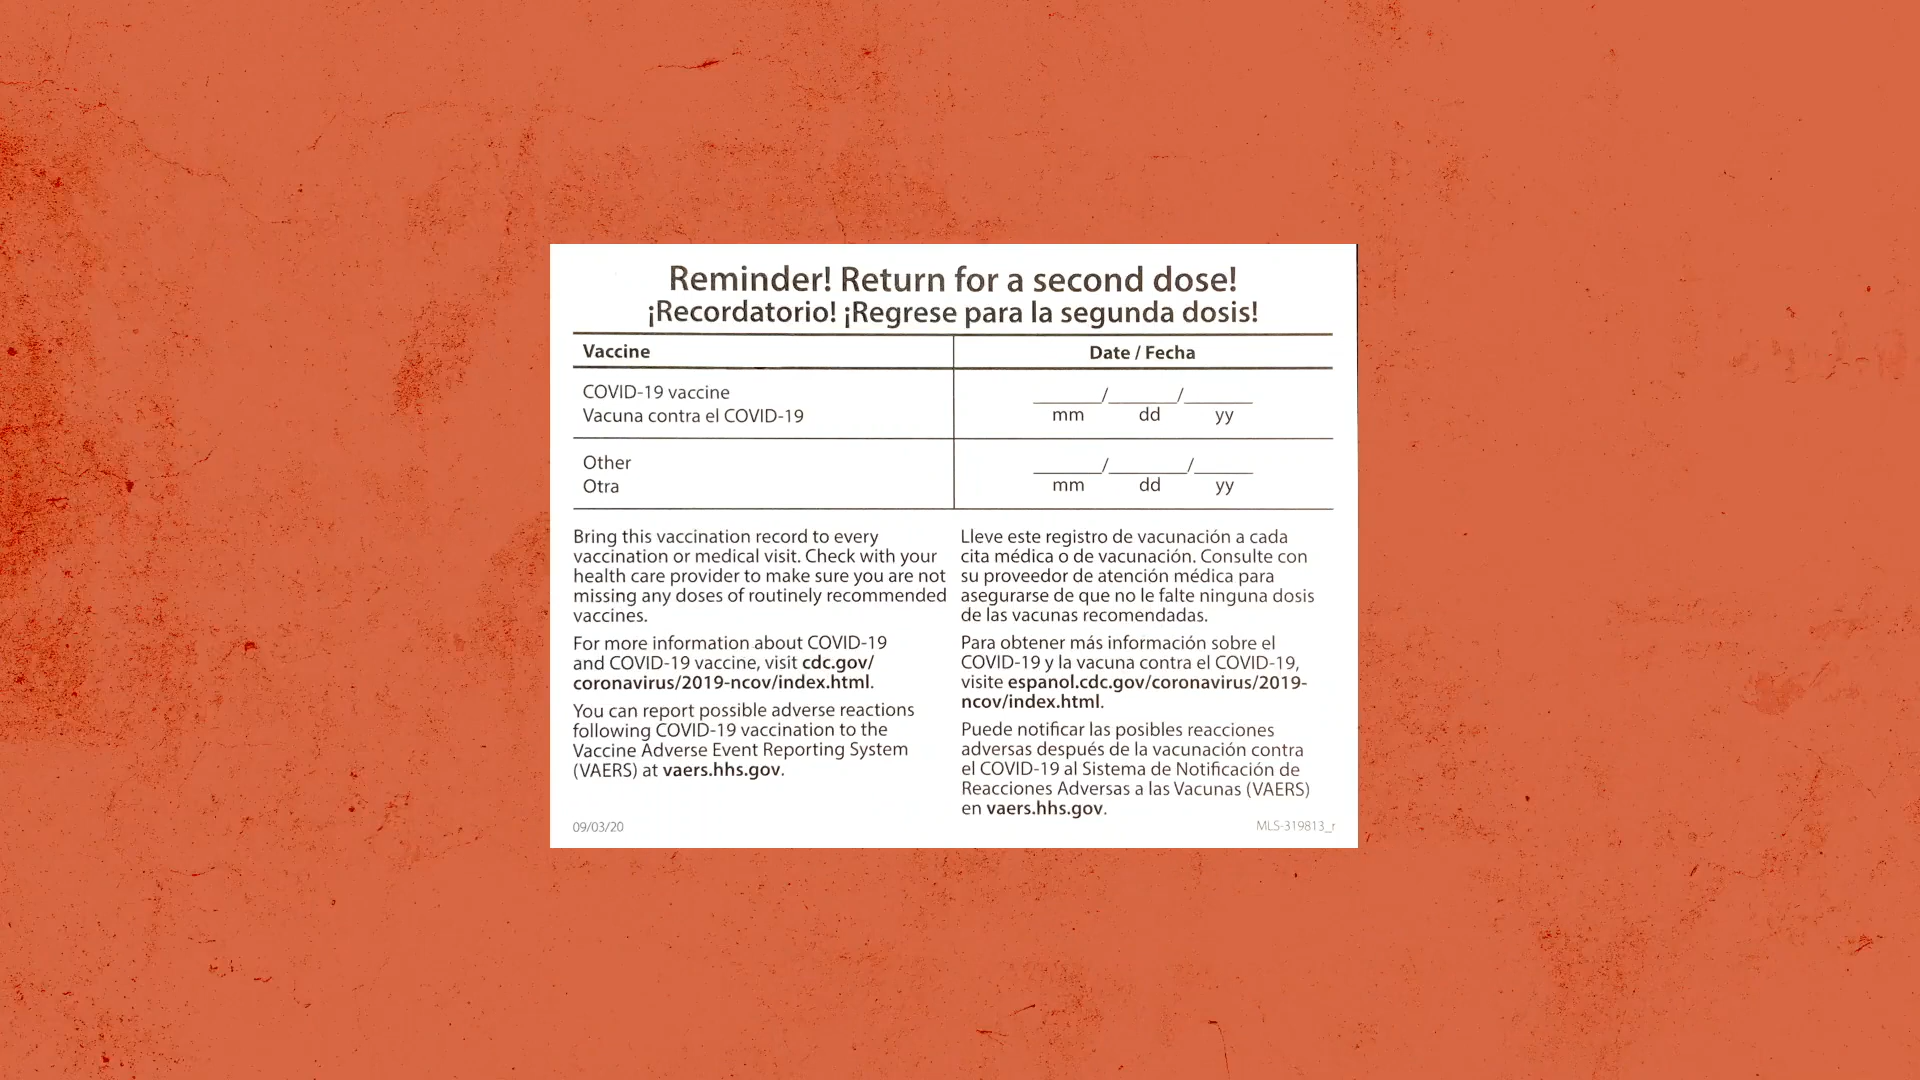 Reminder! Return for a second dose!
¡Recordatorio! ¡Regrese para la segunda dosis!
Vaccine
Date / Fecha
COVID-19 vaccine
Vacuna contra el COVID-19
______/______/______
mm dd yy
Other
Otra
______/_______/_____
mm dd yy
Bring this vaccination record to every
vaccination or medical visit. Check with your
health care provider to make sure you are not
missing any doses of routinely recommended
vaccines.
For more information about COVID-19
and COVID-19 vaccine, visit cdc.gov/
coronavirus/2019-ncov/index.html.
You can report possible adverse reactions
following COVID-19 vaccination to the
Vaccine Adverse Event Reporting System
(VAERS) at vaers.hhs.gov.
09/03/20
Lleve este registro de vacunación a cada
cita médica o de vacunación. Consulte con
su proveedor de atención médica para
asegurarse de que no le falte ninguna dosis
de las vacunas recomendadas.
Para obtener más información sobre el
COVID-19 y la vacuna contra el COVID-19,
visite espanol.cdc.gov/coronavirus/2019-
ncov/index.html.
Puede notificar las posibles reacciones
adversas después de la vacunación contra
el COVID-19 al Sistema de Notificación de
Reacciones Adversas a las Vacunas (VAERS)
en vaers.hhs.gov.
MLS-319813_r